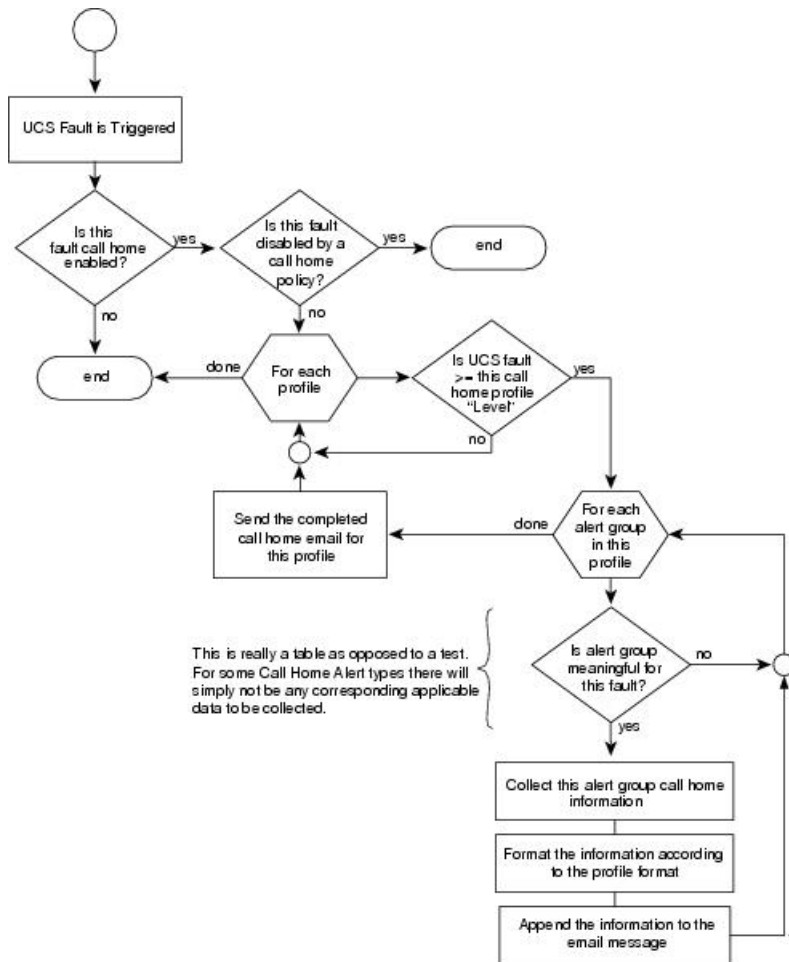 UCS Fault is Triggered
Is this
fault call home
enabled?
yes
Is this fault
disabled by a
call home
policy?
yes
end
no
no
end
done
For each
profile
Is UCS fault
>= this call
home profile
“Level”
yes
no
Send the completed
call home email for
this profile
done
For each
alert group
in this
profile
This is really a table as opposed to a test.
For some Call Home Alert types there will
simply not be any corresponding applicable
data to be collected.
Is alert group
meaningful for
this fault?
no
yes
Collect this alert group call home
information
Format the information according
to the profile format
Append the information to the
email message